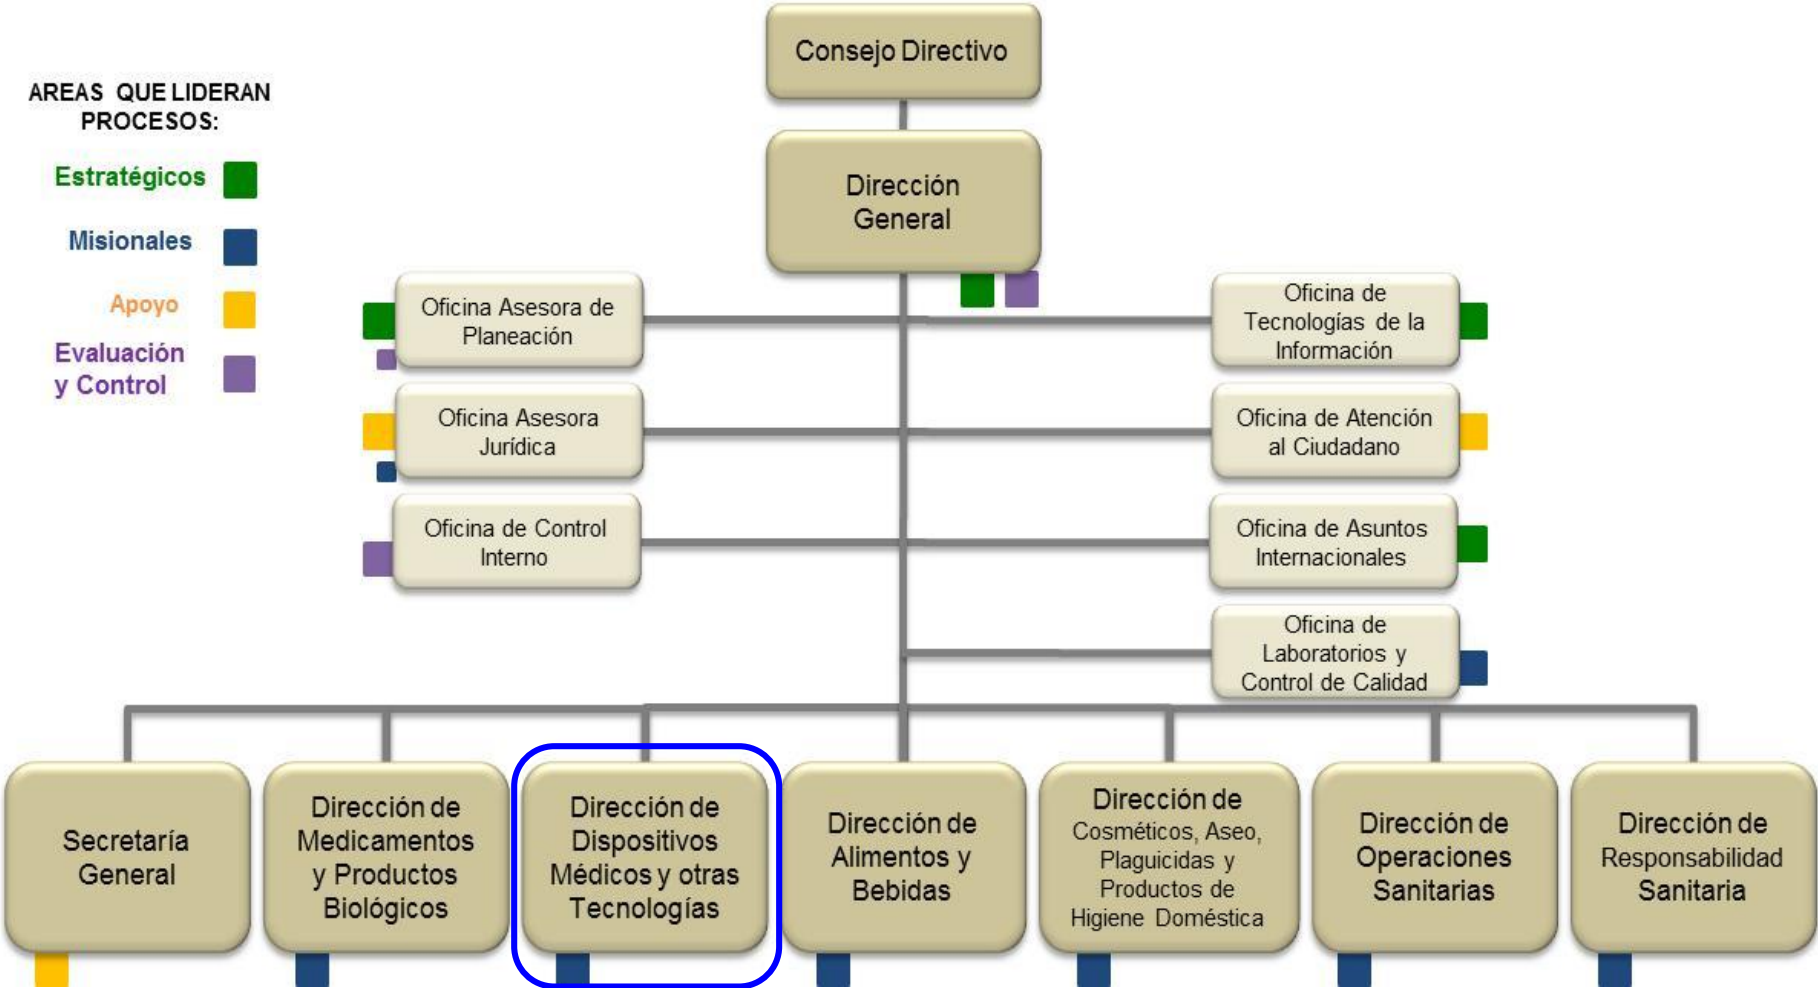 Consejo Directivo
AREAS QUE LIDERAN
PROCESOS:
Estratégicos
Misionales
Apoyo
Evaluación
y Control
Dirección
General
Oficina Asesora de
Planeación
Oficina de
Tecnologías de la
Información
Oficina Asesora
Jurídica
Oficina de Atención
al Ciudadano
Oficina de Control
Interno
Oficina de Asuntos
Internacionales
Oficina de
Laboratorios y
Control de Calidad
Secretaría
General
Dirección de
Medicamentos
y Productos
Biológicos
Dirección de
Dispositivos
Médicos y otras
Tecnologías
Dirección de
Alimentos y
Bebidas
Dirección de
Cosméticos, Aseo,
Plaguicidas y
Productos de
Higiene Doméstica
Dirección de
Operaciones
Sanitarias
Dirección de
Responsabilidad
Sanitaria